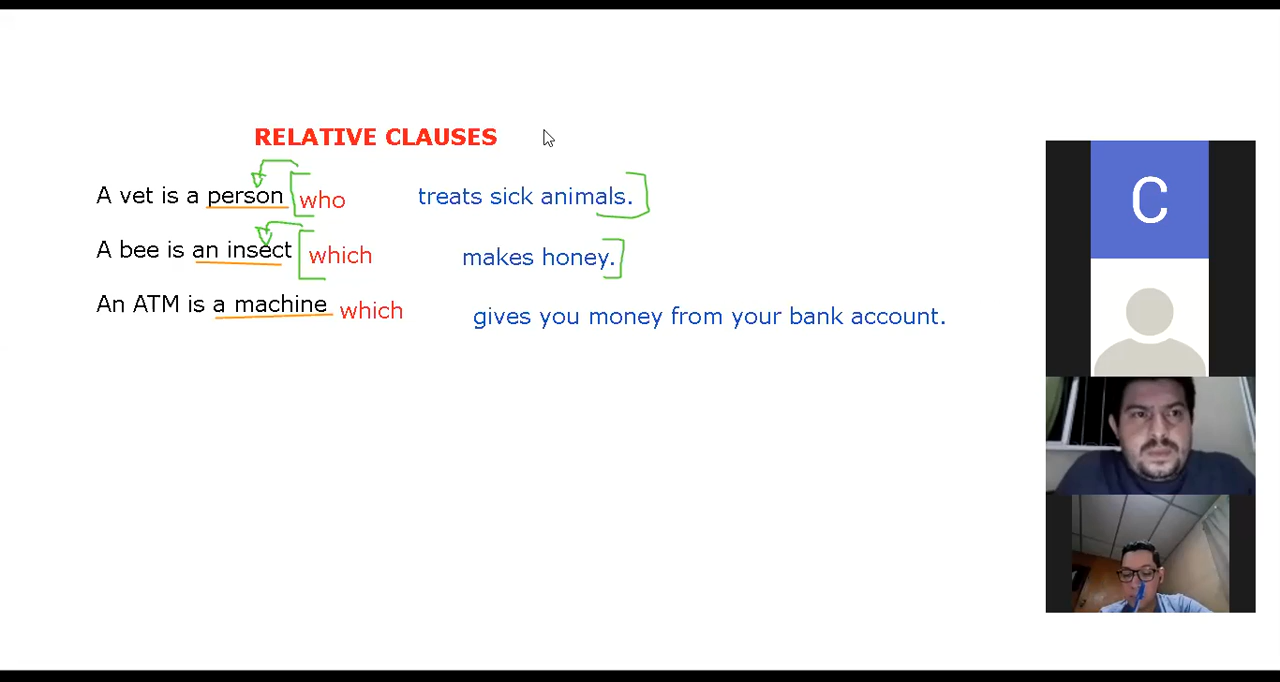 RELATIVE CLAUSES
A vet is a person who treats sick animals.
A bee is an insect which makes honey.
An ATM is a machine which gives you money from your bank account.
C